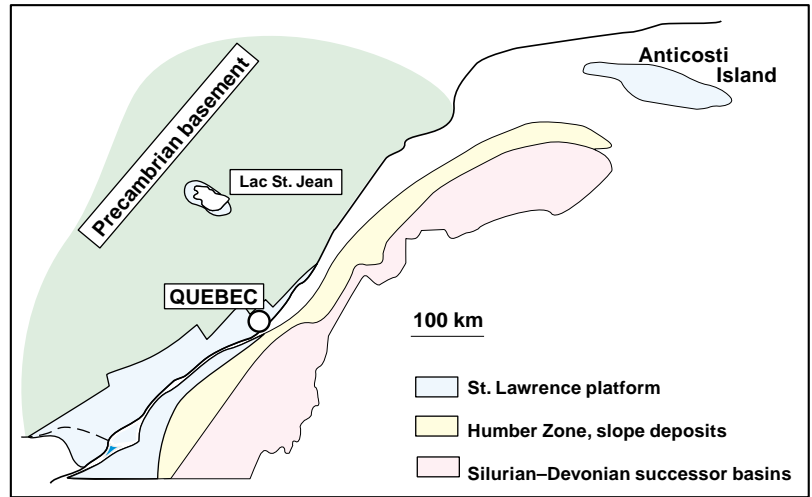 Anticosti
Island
Precambrian basement
Lac St. Jean
QUEBEC
100 km
St. Lawrence platform
Humber Zone, slope deposits
Silurian–Devonian successor basins